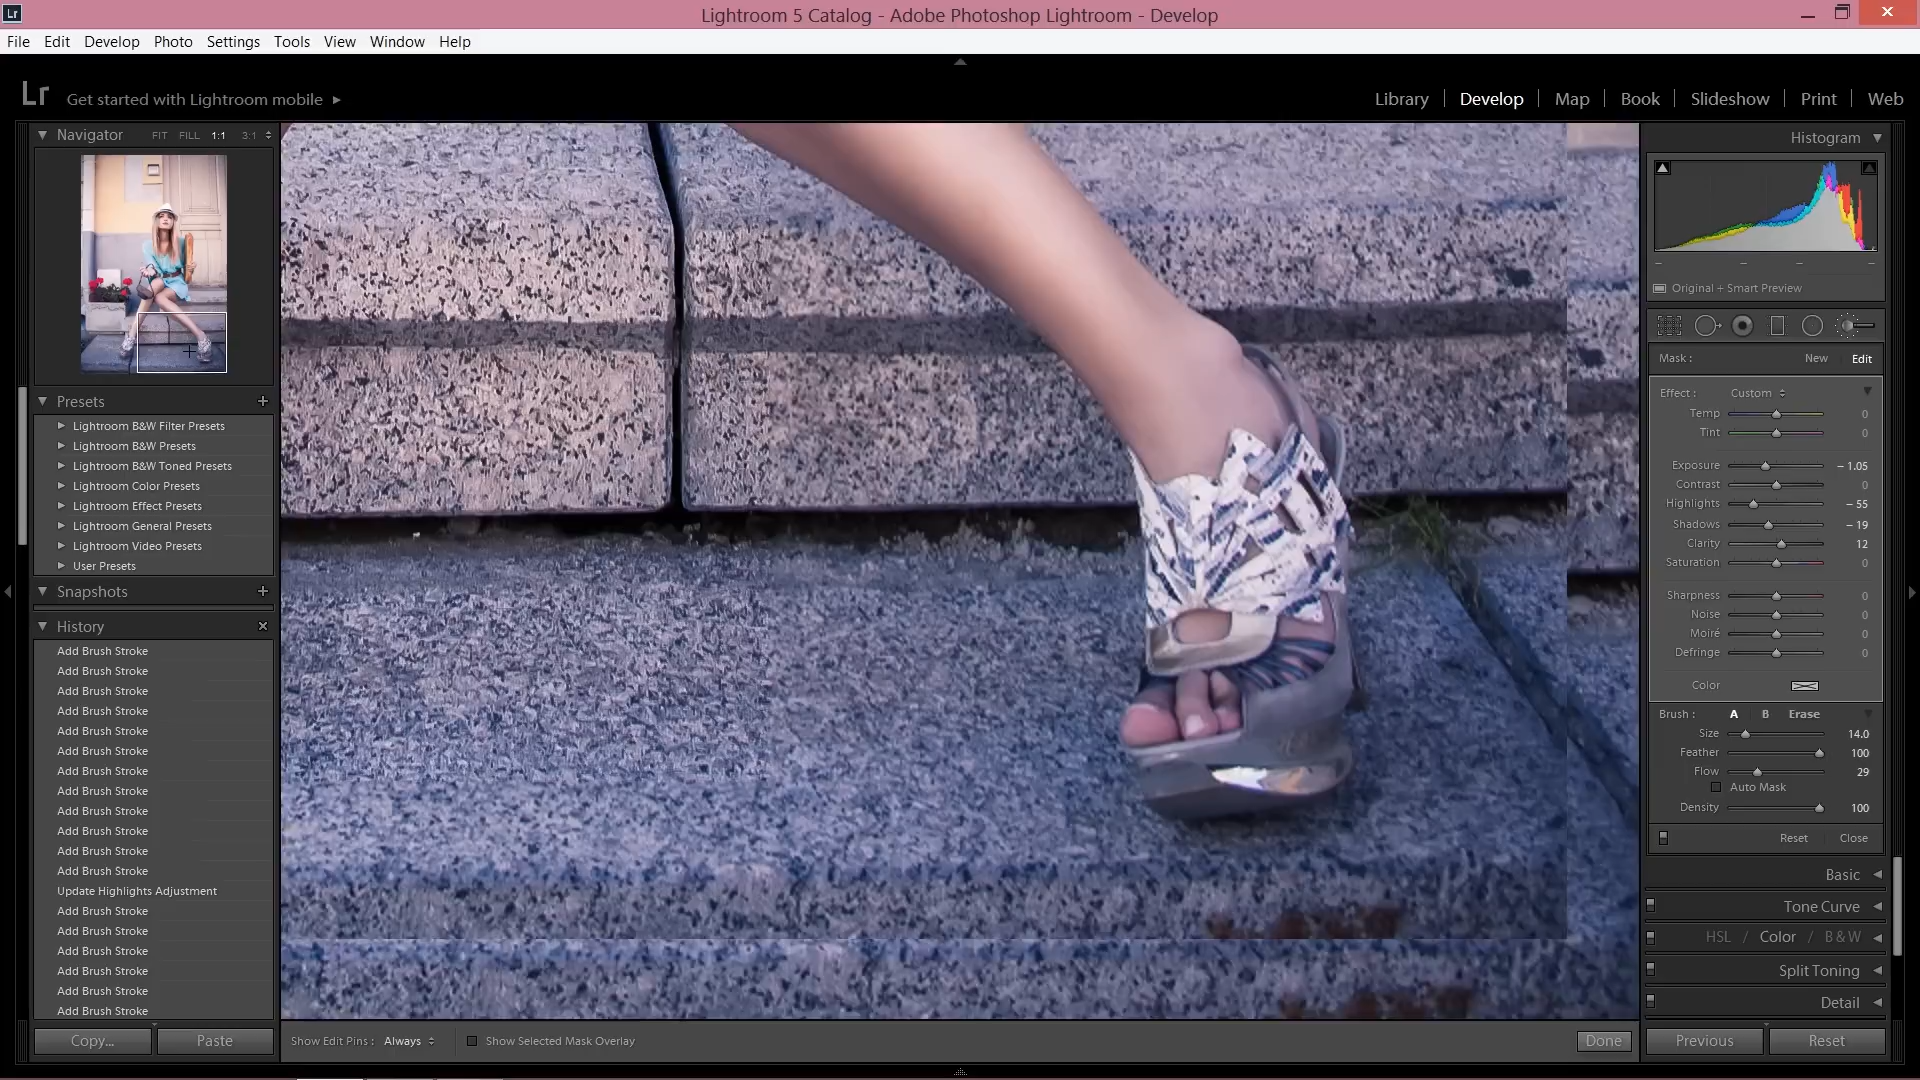 Lr
Lightroom 5 Catalog - Adobe Photoshop Lightroom - Develop
File Edit Develop Photo Settings Tools View Window Help
Lr Get started with Lightroom mobile
Library Develop Map Book Slideshow Print Web
Navigator FIT FILL 1:1 3:1
Presets
Lightroom B&W Filter Presets
Lightroom B&W Presets
Lightroom B&W Toned Presets
Lightroom Color Presets
Lightroom Effect Presets
Lightroom General Presets
Lightroom Video Presets
User Presets
Snapshots
History
Add Brush Stroke
Add Brush Stroke
Add Brush Stroke
Add Brush Stroke
Add Brush Stroke
Add Brush Stroke
Add Brush Stroke
Add Brush Stroke
Add Brush Stroke
Add Brush Stroke
Add Brush Stroke
Add Brush Stroke
Update Highlights Adjustment
Add Brush Stroke
Add Brush Stroke
Add Brush Stroke
Add Brush Stroke
Add Brush Stroke
Add Brush Stroke
Copy... Paste
Show Edit Pins : Always Show Selected Mask Overlay Done
Histogram
Original + Smart Preview
Mask : New Edit
Effect : Custom
Temp 0
Tint 0
Exposure – 1.05
Contrast 0
Highlights – 55
Shadows – 19
Clarity 12
Saturation 0
Sharpness 0
Noise 0
Moiré 0
Defringe 0
Color
Brush : A B Erase
Size 14.0
Feather 100
Flow 29
Auto Mask
Density 100
Reset Close
Basic
Tone Curve
HSL / Color / B & W
Split Toning
Detail
Previous Reset